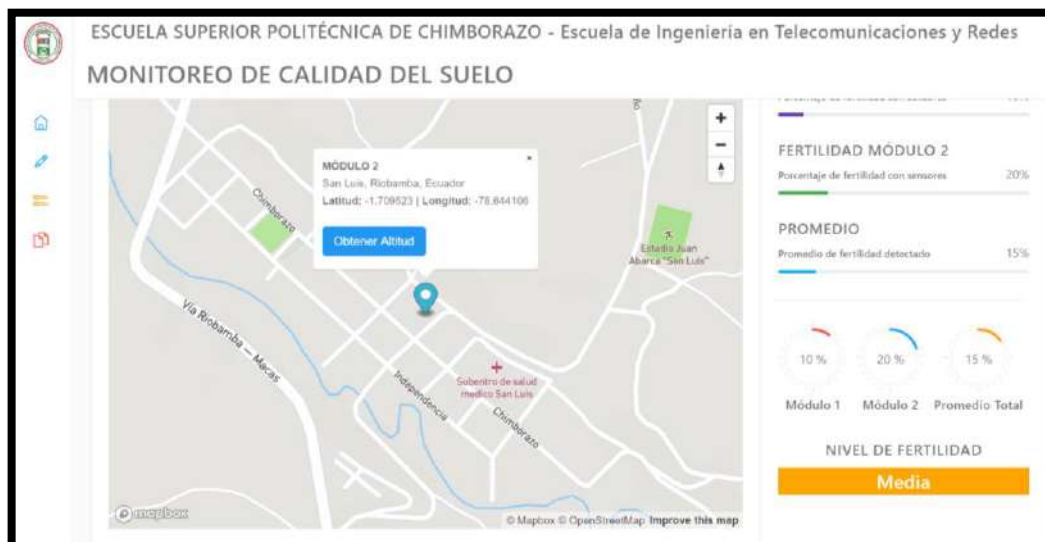 ESCUELA SUPERIOR POLITÉCNICA DE CHIMBORAZO - Escuela de Ingeniería en Telecomunicaciones y Redes
MONITOREO DE CALIDAD DEL SUELO
MÓDULO 2
San Luis, Riobamba, Ecuador
Latitud: -1.709523 | Longitud: -78.644106
Obtener Altitud
Chimborazo
Estadio Juan
Abarca "San Luis"
Vía Riobamba — Macas
Independencia
Subentro de salud
medico San Luis
Chimborazo
mapbox
© Mapbox © OpenStreetMap Improve this map
FERTILIDAD MÓDULO 2
Porcentaje de fertilidad con sensores 20%
PROMEDIO
Promedio de fertilidad detectado 15%
10 % 20 % 15 %
Módulo 1 Módulo 2 Promedio Total
NIVEL DE FERTILIDAD
Media